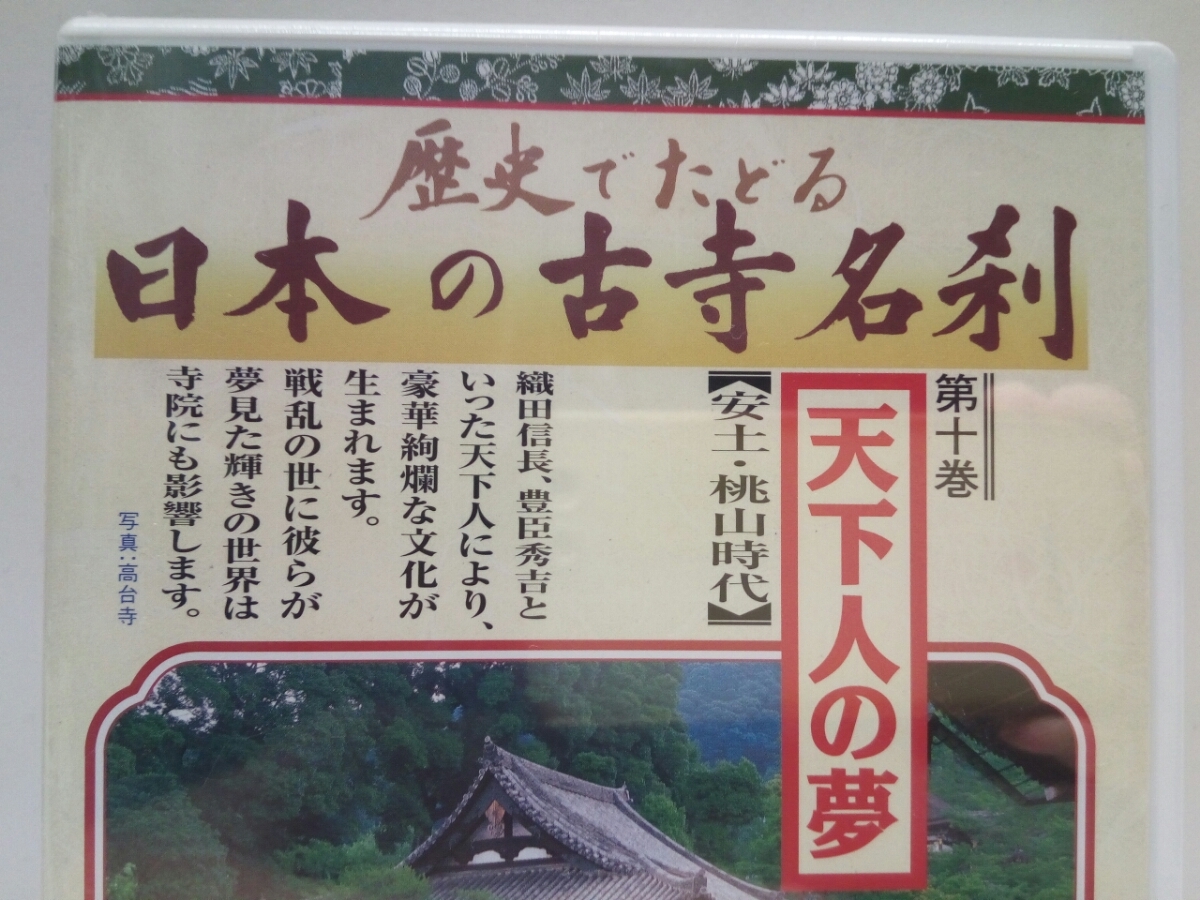 歴史でたどる
日本の古寺名刹
第十巻
天下人の夢
【安土・桃山時代】
織田信長、豊臣秀吉と
いった天下人により、
豪華絢爛な文化が
生まれます。
戦乱の世に彼らが
夢見た輝きの世界は
寺院にも影響します。
写真:高台寺